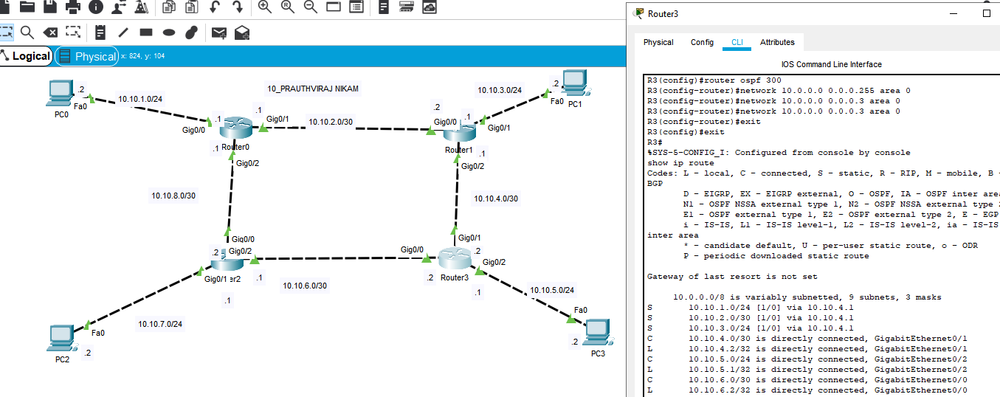 Logical
Physical
x: 824, y: 104
10_PRAUTHVIRAJ NIKAM
.2
Fa0
PC0
10.10.1.0/24
.1
Gig0/0
.1
Gig0/1
Router0
.1
Gig0/2
10.10.2.0/30
.2
Gig0/0
.1
Gig0/1
Router1
.1
Gig0/2
10.10.3.0/24
.2
Fa0
PC1
10.10.8.0/30
10.10.4.0/30
Gig0/0
.2
Gig0/2
Gig0/1
er2
.1
.1
10.10.6.0/30
Gig0/0
Gig0/1
.2
Gig0/2
.2
Router3
.1
10.10.5.0/24
Fa0
.2
PC3
10.10.7.0/24
Fa0
.2
PC2
Router3
Physical
Config
CLI
Attributes
IOS Command Line Interface
R3(config)#router ospf 300
R3(config-router)#network 10.0.0.0 0.0.0.255 area 0
R3(config-router)#network 10.0.0.0 0.0.0.3 area 0
R3(config-router)#network 10.0.0.0 0.0.0.3 area 0
R3(config-router)#exit
R3(config)#exit
R3#
%SYS-5-CONFIG_I: Configured from console by console
show ip route
Codes: L - local, C - connected, S - static, R - RIP, M - mobile, B -
BGP
D - EIGRP, EX - EIGRP external, O - OSPF, IA - OSPF inter area
N1 - OSPF NSSA external type 1, N2 - OSPF NSSA external type 2
E1 - OSPF external type 1, E2 - OSPF external type 2, E - EGP
i - IS-IS, L1 - IS-IS level-1, L2 - IS-IS level-2, ia - IS-IS
inter area
* - candidate default, U - per-user static route, o - ODR
P - periodic downloaded static route
Gateway of last resort is not set
10.0.0.0/8 is variably subnetted, 9 subnets, 3 masks
S 10.10.1.0/24 [1/0] via 10.10.4.1
S 10.10.2.0/30 [1/0] via 10.10.4.1
S 10.10.3.0/24 [1/0] via 10.10.4.1
C 10.10.4.0/30 is directly connected, GigabitEthernet0/1
L 10.10.4.2/32 is directly connected, GigabitEthernet0/1
C 10.10.5.0/24 is directly connected, GigabitEthernet0/2
L 10.10.5.1/32 is directly connected, GigabitEthernet0/2
C 10.10.6.0/30 is directly connected, GigabitEthernet0/0
L 10.10.6.2/32 is directly connected, GigabitEthernet0/0